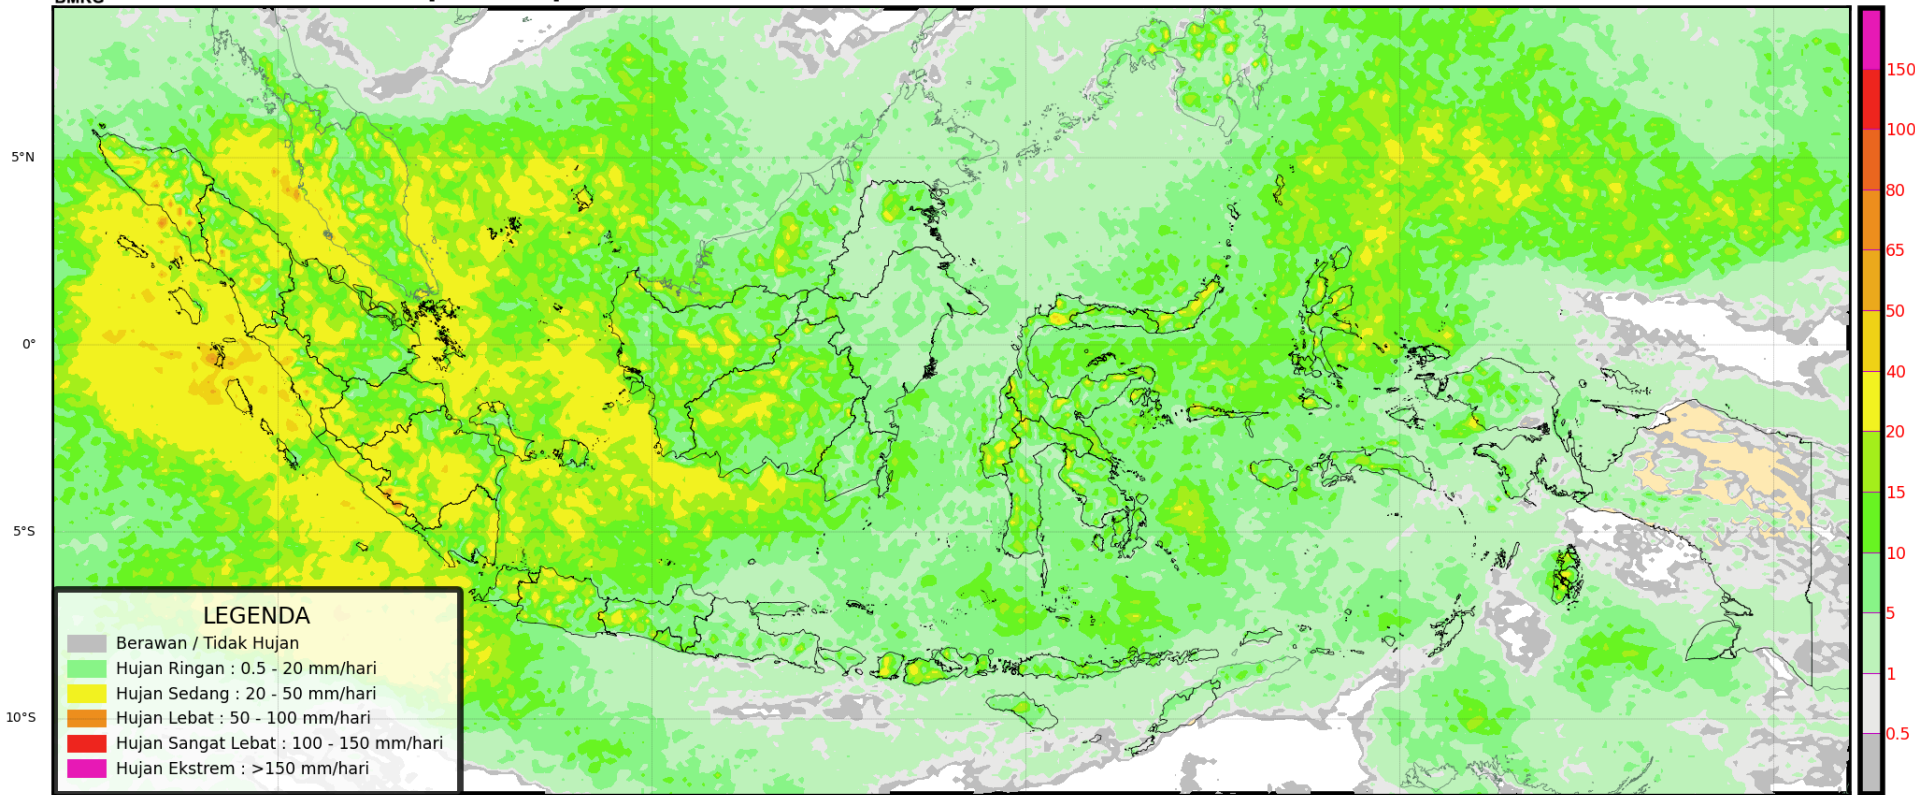 BMKG
5°N
0°
5°S
10°S
LEGENDA
Berawan / Tidak Hujan
Hujan Ringan : 0.5 - 20 mm/hari
Hujan Sedang : 20 - 50 mm/hari
Hujan Lebat : 50 - 100 mm/hari
Hujan Sangat Lebat : 100 - 150 mm/hari
Hujan Ekstrem : >150 mm/hari
150
100
80
65
50
40
20
15
10
5
1
0.5